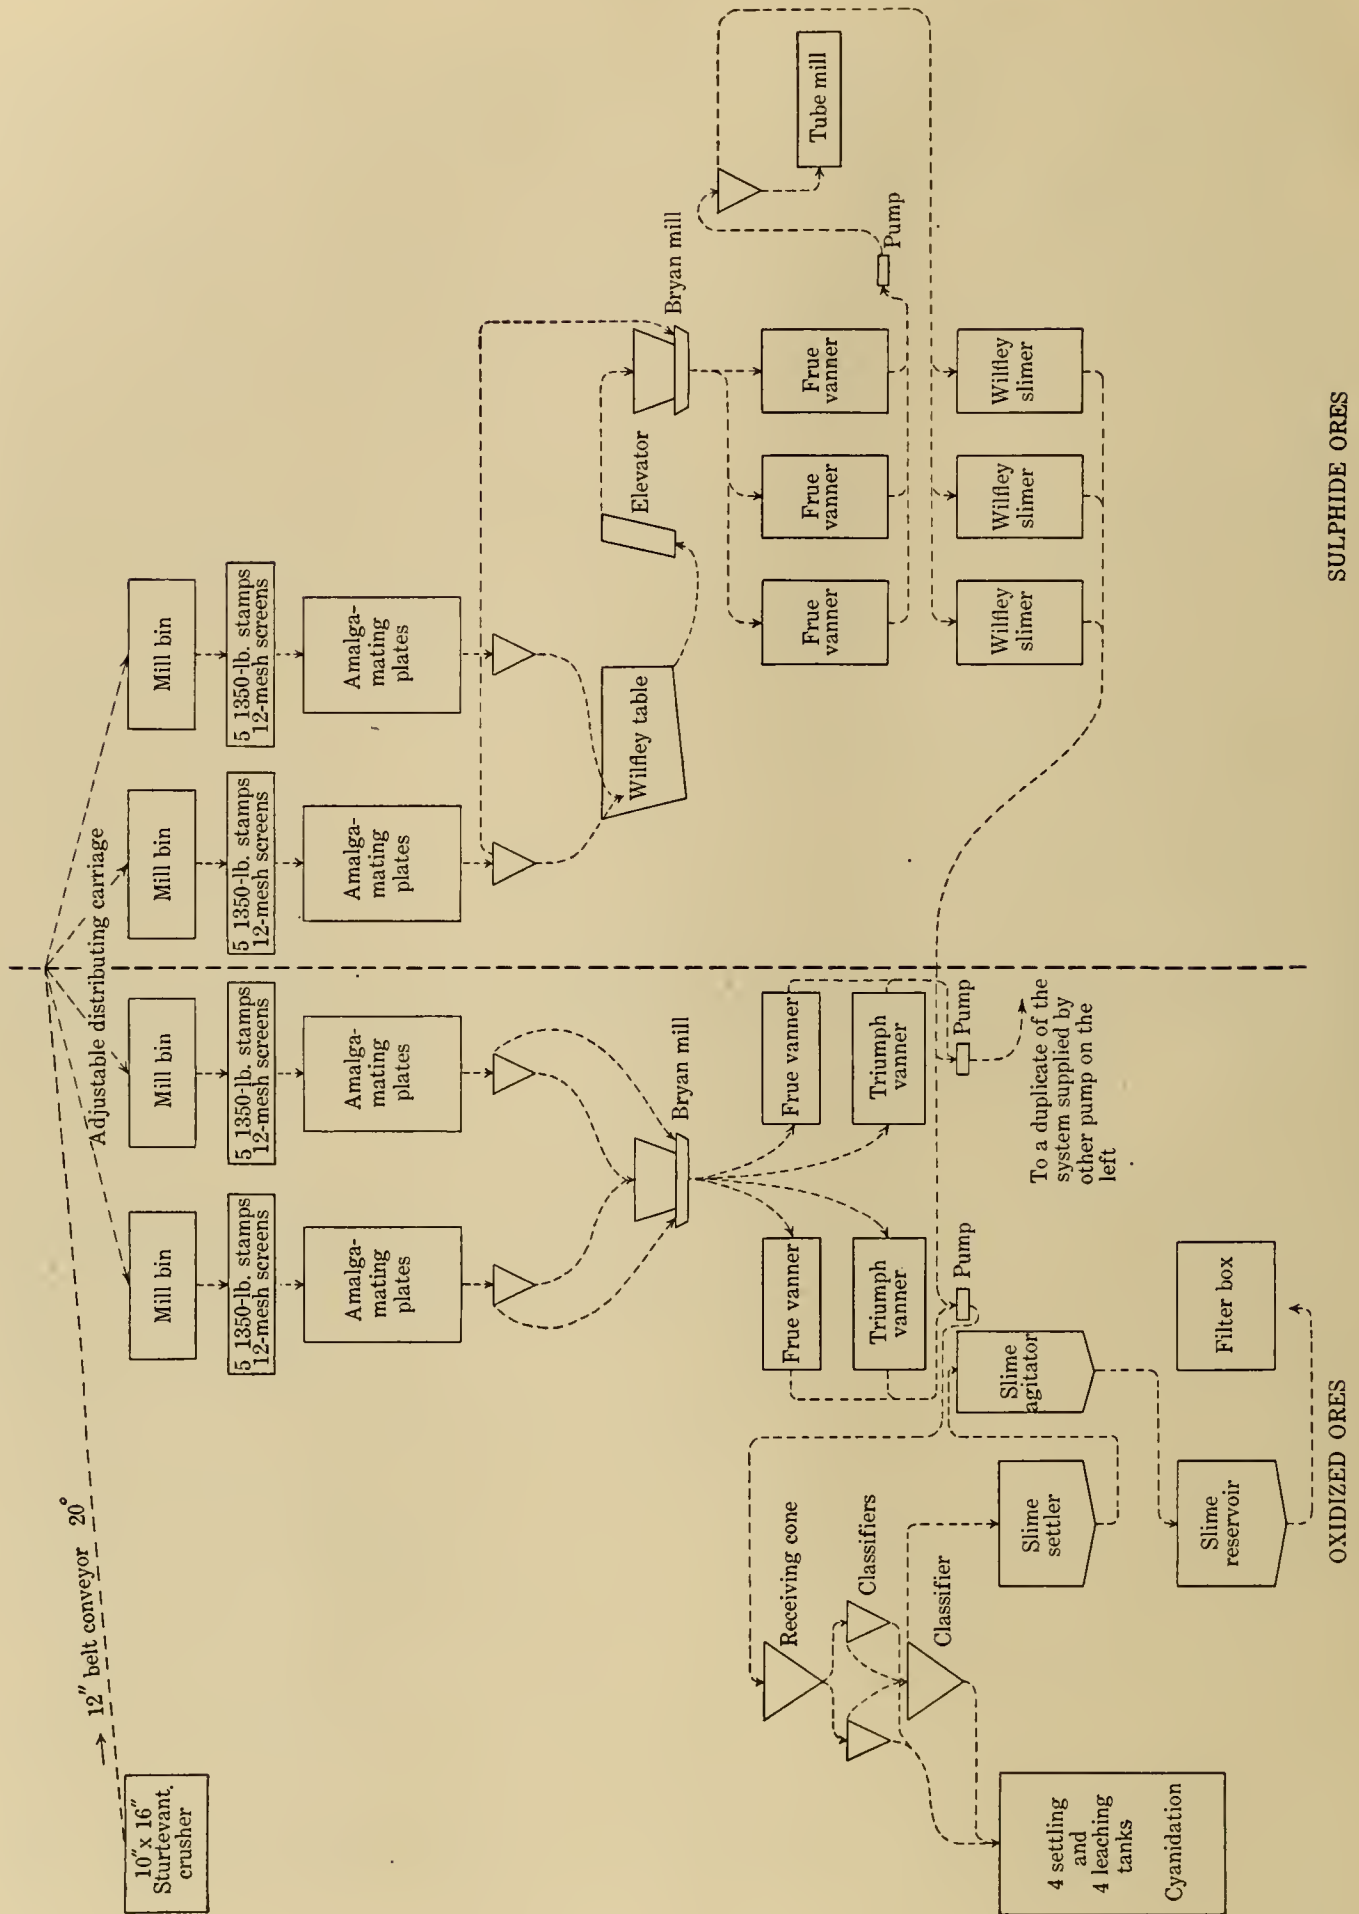 10" x 16"
Sturtevant.
crusher
→ 12" belt conveyor 20°
Adjustable distributing carriage
Mill bin
Mill bin
Mill bin
Mill bin
5 1350-lb. stamps
12-mesh screens
5 1350-lb. stamps
12-mesh screens
5 1350-lb. stamps
12-mesh screens
5 1350-lb. stamps
12-mesh screens
Amalga-
mating
plates
Amalga-
mating
plates
Amalga-
mating
plates
Amalga-
mating
plates
Wilfley table
Elevator
Bryan mill
Bryan mill
Tube mill
Pump
Frue vanner
Frue vanner
Frue
vanner
Frue
vanner
Frue
vanner
Triumph
vanner
Triumph
vanner
Wilfley
slimer
Wilfley
slimer
Wilfley
slimer
Receiving cone
Classifiers
Classifier
Pump
Pump
To a duplicate of the
system supplied by
other pump on the
left
Slime
agitator
Slime
settler
4 settling
and
4 leaching
tanks
Cyanidation
Slime
reservoir
Filter box
OXIDIZED ORES
SULPHIDE ORES